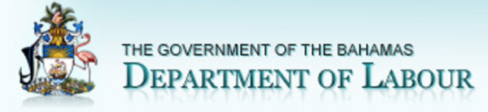 THE GOVERNMENT OF THE BAHAMAS
DEPARTMENT OF LABOUR